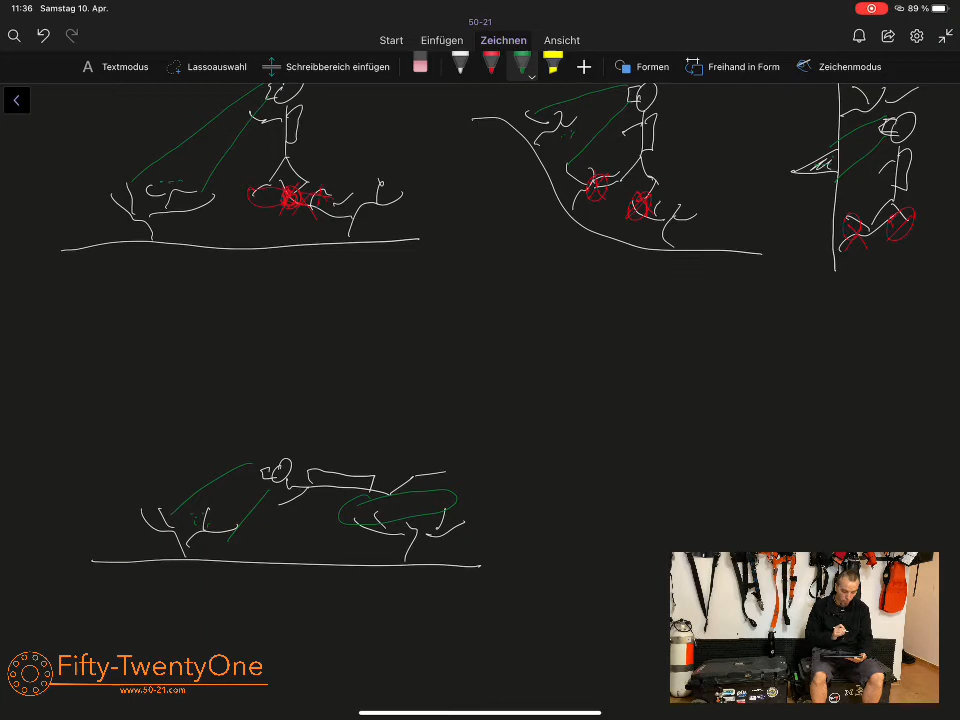 11:36 Samstag 10. Apr.
89 %
50-21
Start Einfügen Zeichnen Ansicht
Textmodus Lassoauswahl Schreibbereich einfügen Formen Freihand in Form Zeichenmodus
Fifty-TwentyOne
www.50-21.com